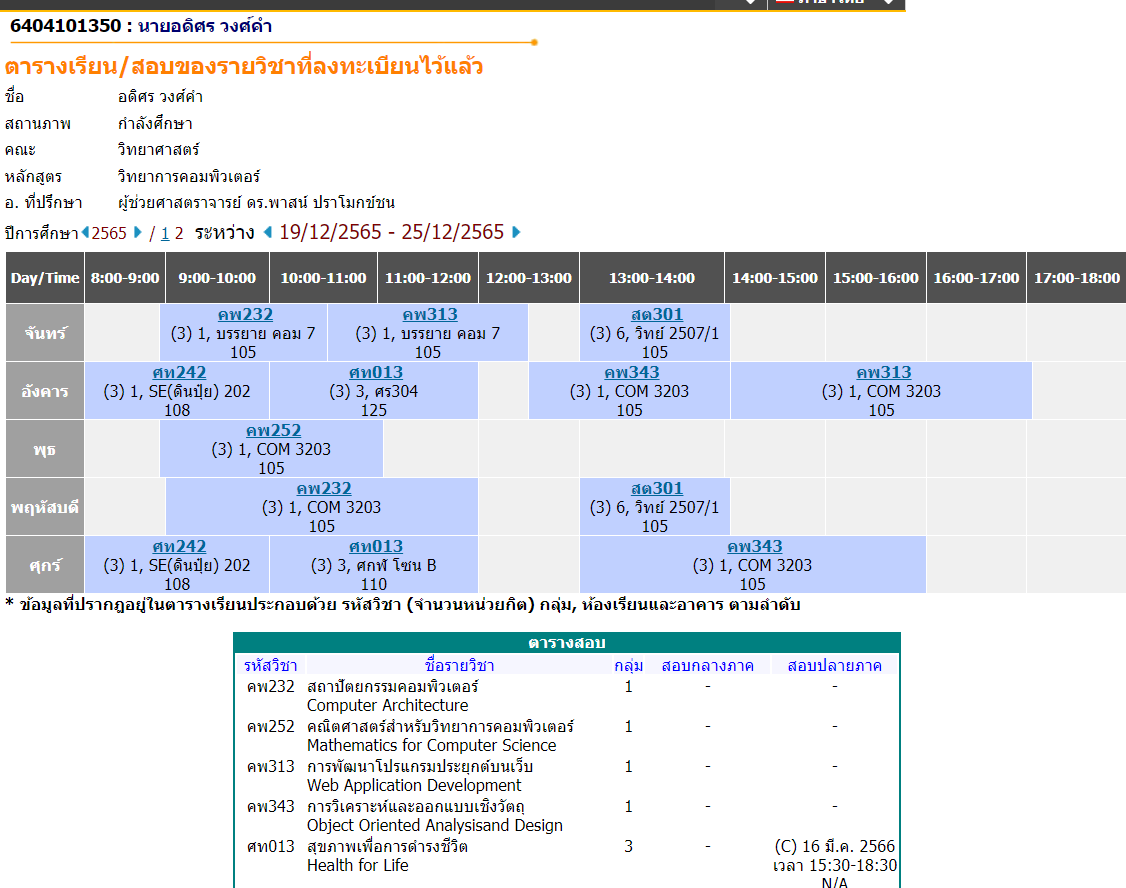 ภาษาไทย
6404101350 : นายอดิศร วงศ์คำ
ตารางเรียน/สอบของรายวิชาที่ลงทะเบียนไว้แล้ว
ชื่อ อดิศร วงศ์คำ
สถานภาพ กำลังศึกษา
คณะ วิทยาศาสตร์
หลักสูตร วิทยาการคอมพิวเตอร์
อ. ที่ปรึกษา ผู้ช่วยศาสตราจารย์ ดร.พาสน์ ปราโมกข์ชน
ปีการศึกษา 2565 / 1 2 ระหว่าง 19/12/2565 - 25/12/2565
Day/Time 8:00-9:00 9:00-10:00 10:00-11:00 11:00-12:00 12:00-13:00 13:00-14:00 14:00-15:00 15:00-16:00 16:00-17:00 17:00-18:00
คพ232 คพ313 สต301
จันทร์ (3) 1, บรรยาย คอม 7 (3) 1, บรรยาย คอม 7 (3) 6, วิทย์ 2507/1
105 105 105
ศท242 ศท013 คพ343 คพ313
อังคาร (3) 1, SE(ดินปุ๋ย) 202 (3) 3, ศร304 (3) 1, COM 3203 (3) 1, COM 3203
108 125 105 105
คพ252
พุธ (3) 1, COM 3203
105
คพ232 สต301
พฤหัสบดี (3) 1, COM 3203 (3) 6, วิทย์ 2507/1
105 105
ศท242 ศท013 คพ343
ศุกร์ (3) 1, SE(ดินปุ๋ย) 202 (3) 3, ศกฬ โซน B (3) 1, COM 3203
108 110 105
* ข้อมูลที่ปรากฏอยู่ในตารางเรียนประกอบด้วย รหัสวิชา (จำนวนหน่วยกิต) กลุ่ม, ห้องเรียนและอาคาร ตามลำดับ
ตารางสอบ
รหัสวิชา ชื่อรายวิชา กลุ่ม สอบกลางภาค สอบปลายภาค
คพ232 สถาปัตยกรรมคอมพิวเตอร์ 1 - -
Computer Architecture
คพ252 คณิตศาสตร์สำหรับวิทยาการคอมพิวเตอร์ 1 - -
Mathematics for Computer Science
คพ313 การพัฒนาโปรแกรมประยุกต์บนเว็บ 1 - -
Web Application Development
คพ343 การวิเคราะห์และออกแบบเชิงวัตถุ 1 - -
Object Oriented Analysisand Design
ศท013 สุขภาพเพื่อการดำรงชีวิต 3 - (C) 16 มี.ค. 2566
Health for Life เวลา 15:30-18:30
N/A